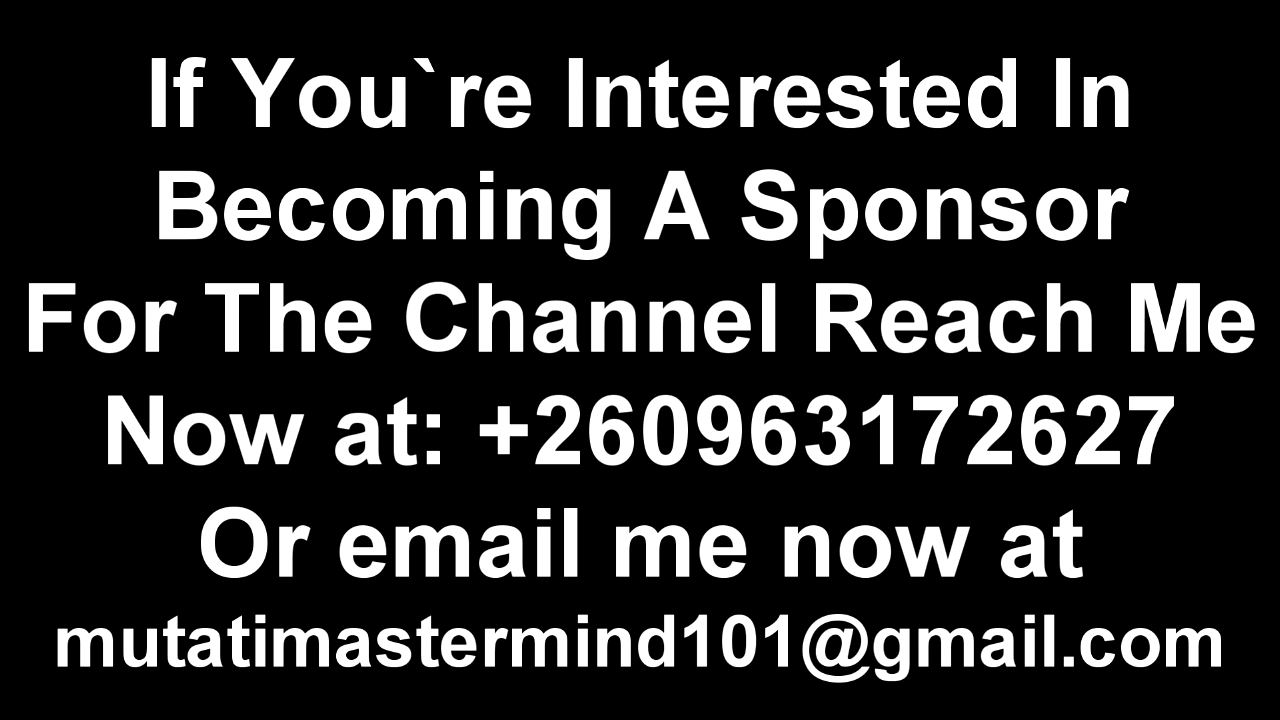 If You`re Interested In
Becoming A Sponsor
For The Channel Reach Me
Now at: +260963172627
Or email me now at
mutatimastermind101@gmail.com